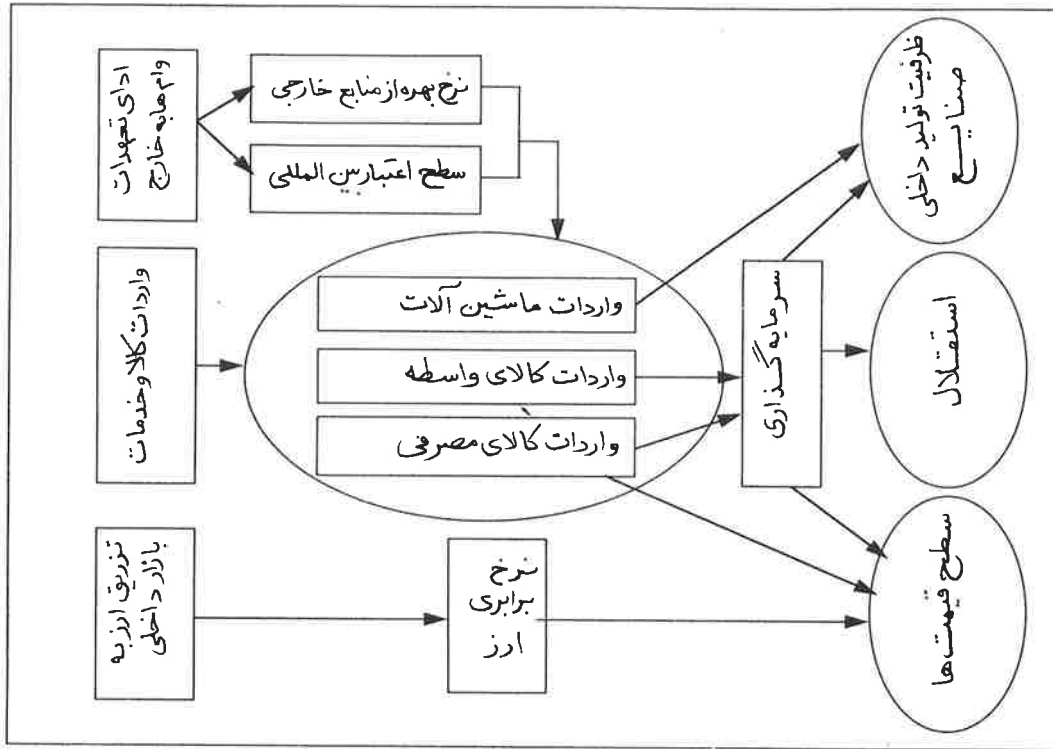 ادای تعهدات
وام ها به خارج
نرخ بهره از منابع خارجی
سطح اعتبار بین المللی
ظرفیت تولید داخلی
صنایع
واردات کالا و خدمات
واردات ماشین آلات
واردات کالای واسطه
واردات کالای مصرفی
سرمایه گذاری
استقلال
تزریق ارز به
بازار داخلی
نرخ
برابری
ارز
سطح قیمت ها